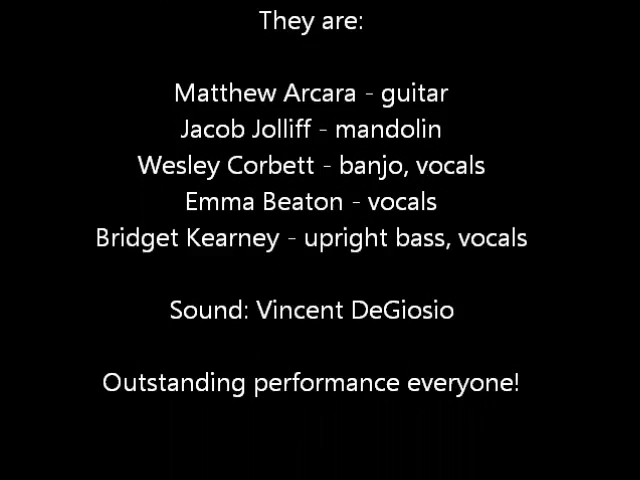 They are:
Matthew Arcara - guitar
Jacob Jolliff - mandolin
Wesley Corbett - banjo, vocals
Emma Beaton - vocals
Bridget Kearney - upright bass, vocals
Sound: Vincent DeGiosio
Outstanding performance everyone!